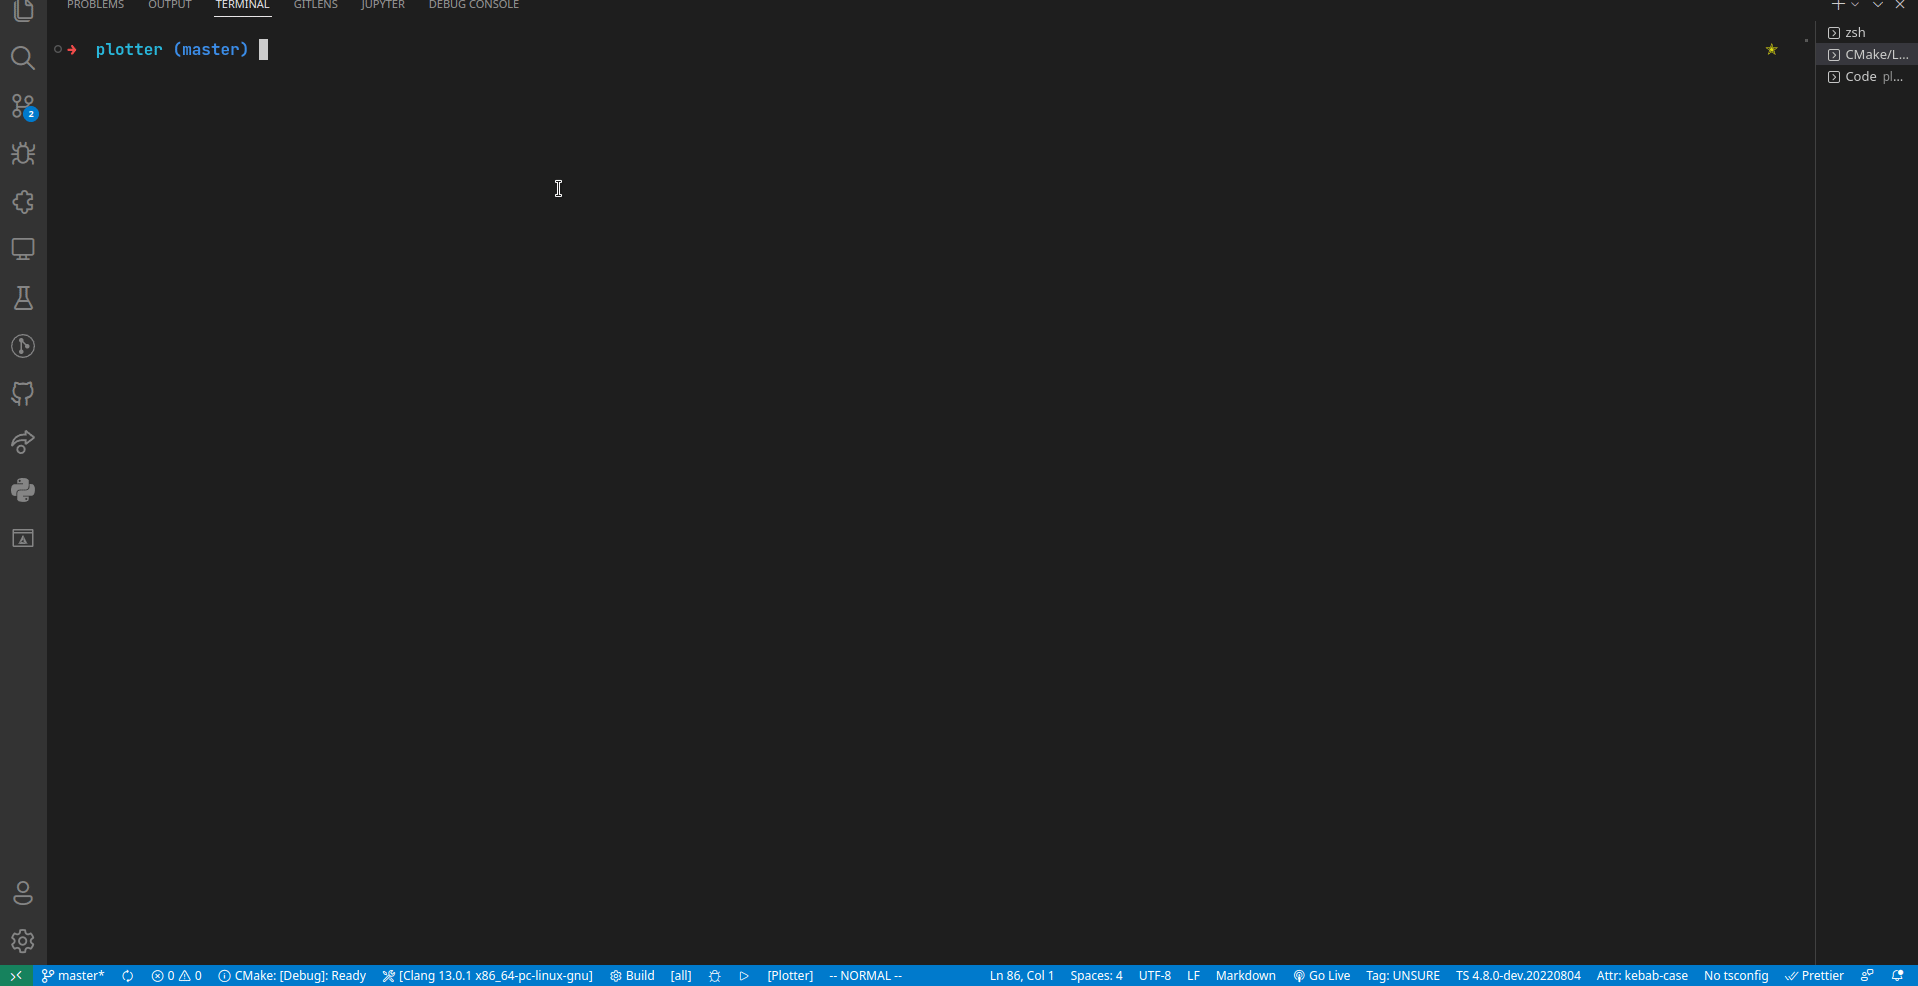 PROBLEMS OUTPUT TERMINAL GITLENS JUPYTER DEBUG CONSOLE
plotter (master)
zsh
CMake/L...
Code pl...
2
master* 0 0 CMake: [Debug]: Ready [Clang 13.0.1 x86_64-pc-linux-gnu] Build [all] [Plotter] -- NORMAL -- Ln 86, Col 1 Spaces: 4 UTF-8 LF Markdown Go Live Tag: UNSURE TS 4.8.0-dev.20220804 Attr: kebab-case No tsconfig Prettier